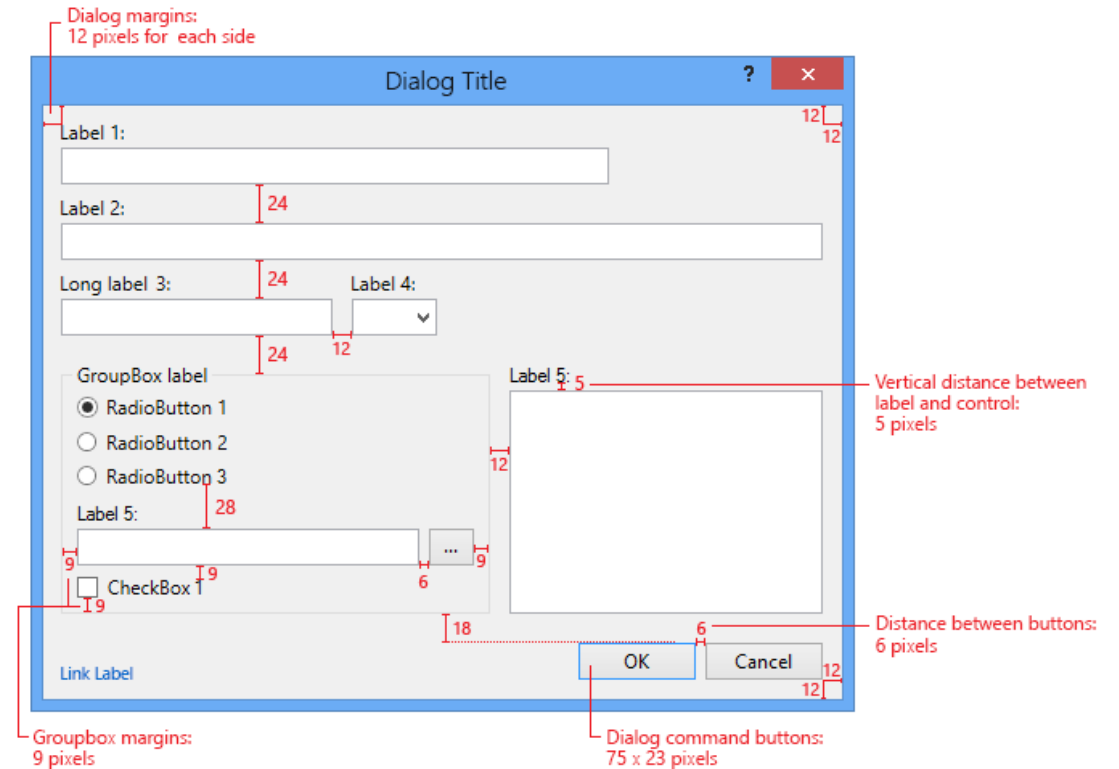 Dialog margins:
12 pixels for each side
Dialog Title
?
Label 1:
12
12
24
Label 2:
24
Long label 3:
Label 4:
12
24
GroupBox label
Label 5:
5
Vertical distance between
label and control:
5 pixels
RadioButton 1
RadioButton 2
12
RadioButton 3
28
Label 5:
...
9
9
9
6
CheckBox 1
9
18
6
Distance between buttons:
6 pixels
OK
Cancel
12
12
Link Label
Groupbox margins:
9 pixels
Dialog command buttons:
75 x 23 pixels